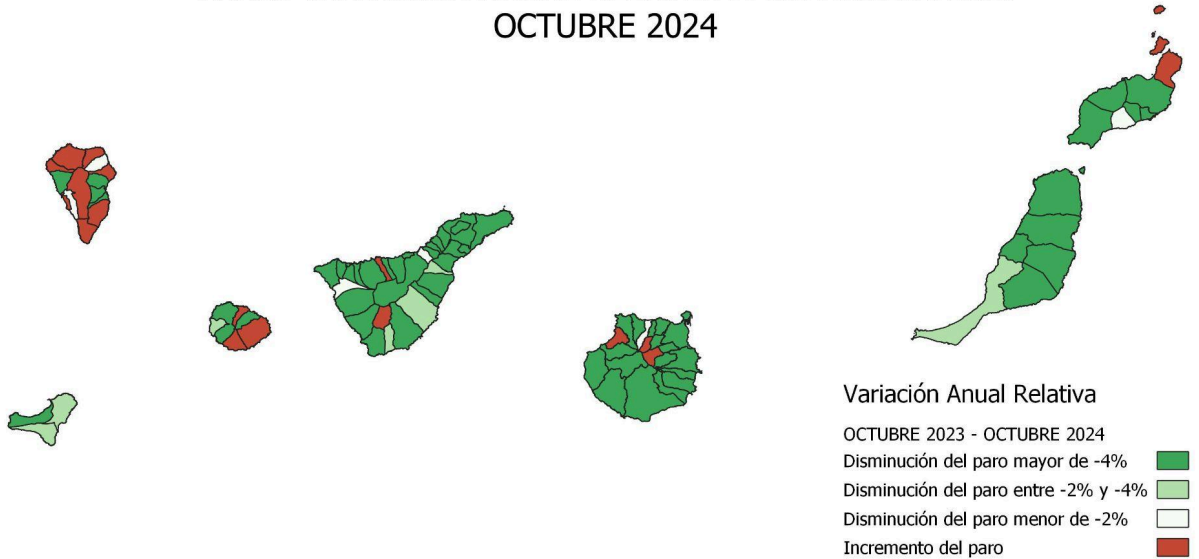 OCTUBRE 2024
Variación Anual Relativa
OCTUBRE 2023 - OCTUBRE 2024
Disminución del paro mayor de -4%
Disminución del paro entre -2% y -4%
Disminución del paro menor de -2%
Incremento del paro